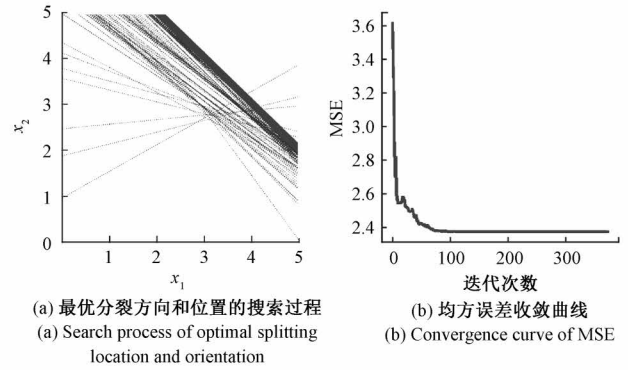 5
4
3
2
1
0
x2
1
2
3
4
5
x1
(a) 最优分裂方向和位置的搜索过程
(a) Search process of optimal splitting
location and orientation
3.6
3.4
3.2
3.0
2.8
2.6
2.4
MSE
0
100
200
300
迭代次数
(b) 均方误差收敛曲线
(b) Convergence curve of MSE